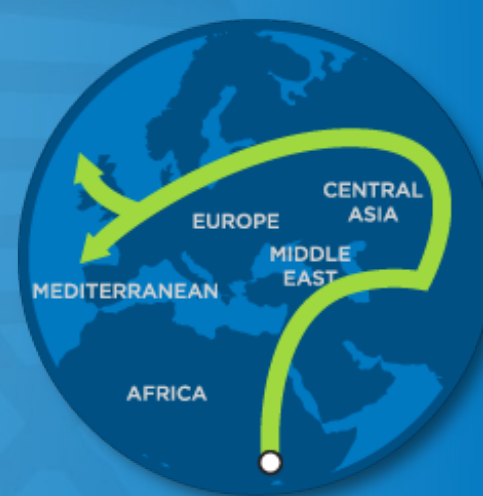 CENTRAL
ASIA
EUROPE
MIDDLE
EAST
MEDITERRANEAN
AFRICA